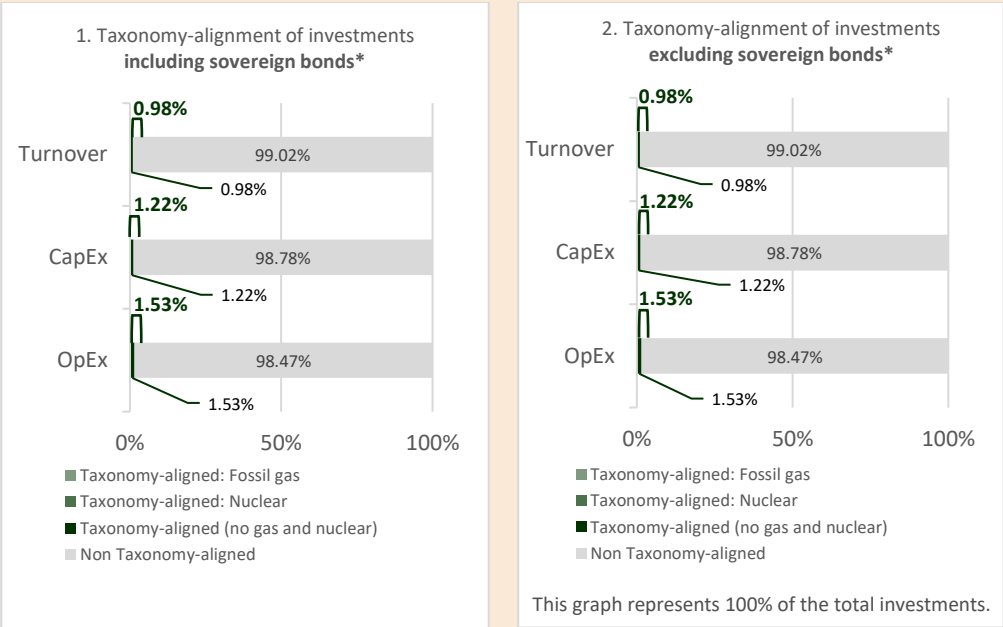 1. Taxonomy-alignment of investments
including sovereign bonds*
0.98%
Turnover
99.02%
0.98%
1.22%
CapEx
98.78%
1.22%
1.53%
OpEx
98.47%
1.53%
0%
50%
100%
Taxonomy-aligned: Fossil gas
Taxonomy-aligned: Nuclear
Taxonomy-aligned (no gas and nuclear)
Non Taxonomy-aligned
2. Taxonomy-alignment of investments
excluding sovereign bonds*
0.98%
Turnover
99.02%
0.98%
1.22%
CapEx
98.78%
1.22%
1.53%
OpEx
98.47%
1.53%
0%
50%
100%
Taxonomy-aligned: Fossil gas
Taxonomy-aligned: Nuclear
Taxonomy-aligned (no gas and nuclear)
Non Taxonomy-aligned
This graph represents 100% of the total investments.